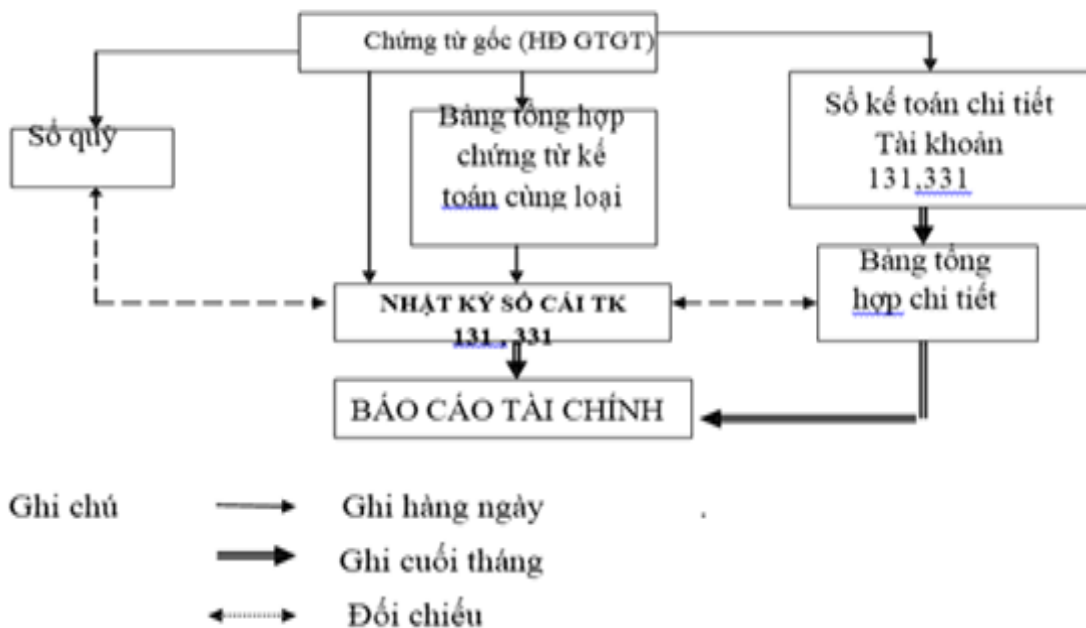 Chứng từ gốc (HĐ GTGT)
Sổ quỹ
Bảng tổng hợp
chứng từ kế
toán cùng loại
Sổ kế toán chi tiết
Tài khoản
131,331
Bảng tổng
hợp chi tiết
NHẬT KÝ SỔ CÁI TK
131 , 331
BÁO CÁO TÀI CHÍNH
Ghi chú
Ghi hàng ngày
.
Ghi cuối tháng
Đối chiếu